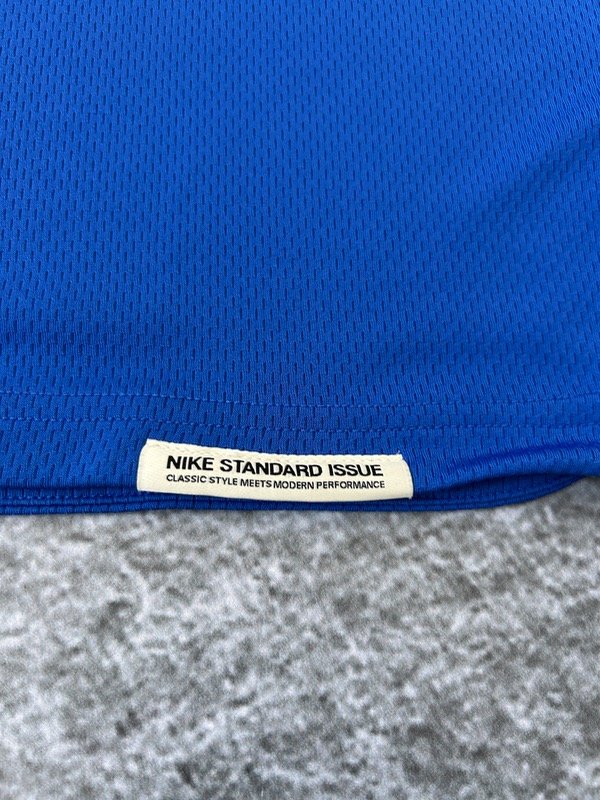 NIKE STANDARD ISSUE
CLASSIC STYLE MEETS MODERN PERFORMANCE